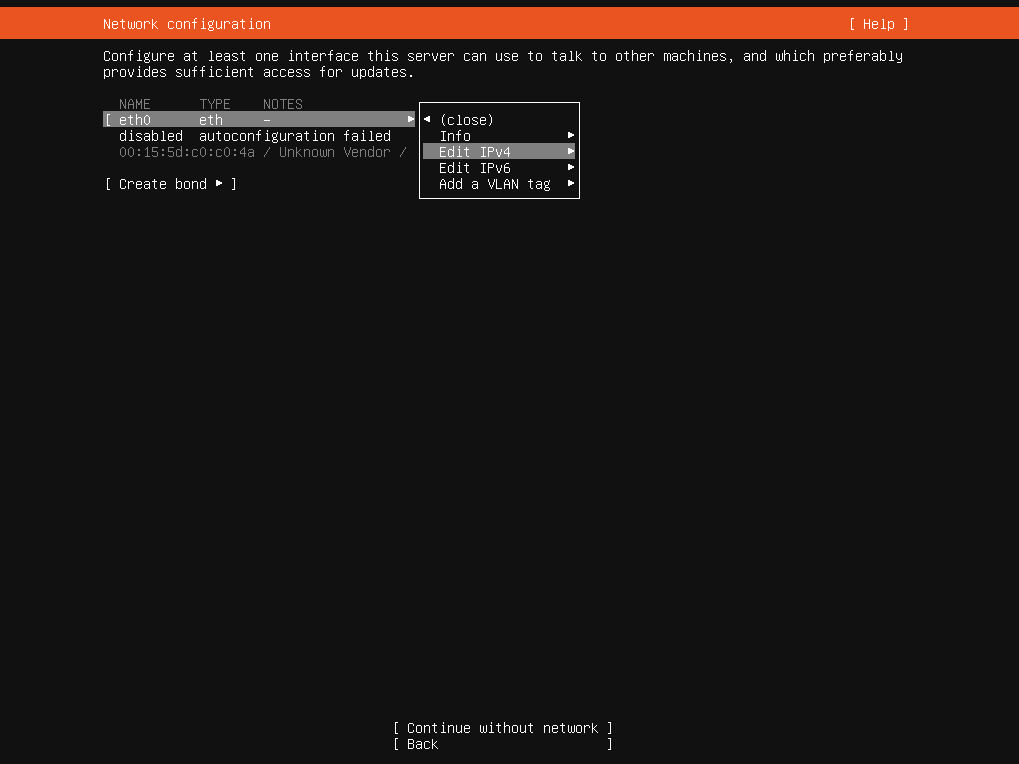 Network configuration [ Help ]
Configure at least one interface this server can use to talk to other machines, and which preferably
provides sufficient access for updates.
NAME TYPE NOTES
[ eth0 eth – ▸
disabled autoconfiguration failed
00:15:5d:c0:c0:4a / Unknown Vendor /
[ Create bond ▸ ]
◂ (close)
Info ▸
Edit IPv4 ▸
Edit IPv6 ▸
Add a VLAN tag ▸
[ Continue without network ]
[ Back ]